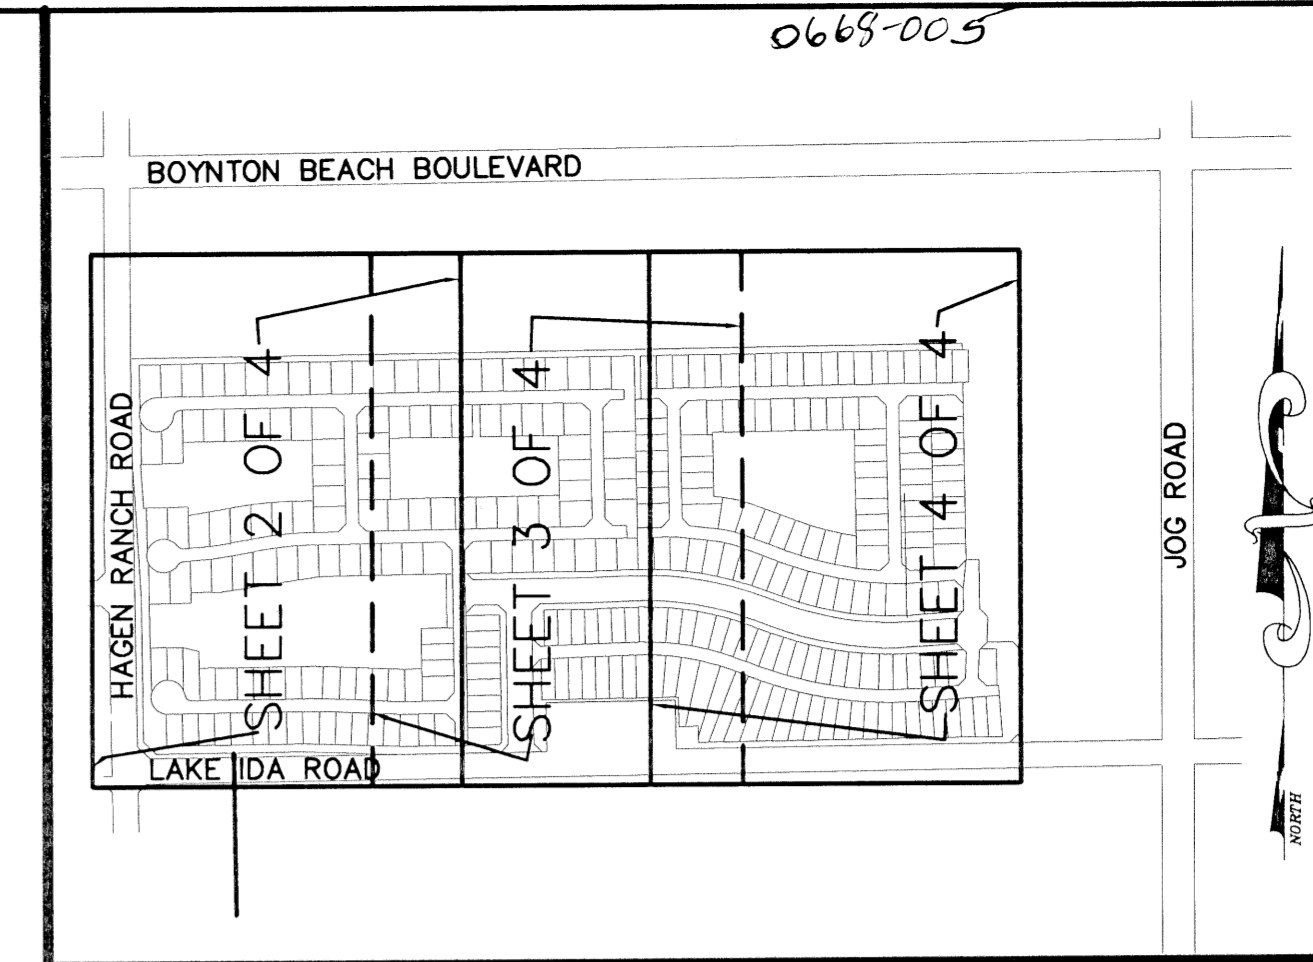 0668-005
BOYNTON BEACH BOULEVARD
HAGEN RANCH ROAD
SHEET 2 OF 4
SHEET 3 OF 4
SHEET 4 OF 4
JOG ROAD
LAKE IDA ROAD
NORTH